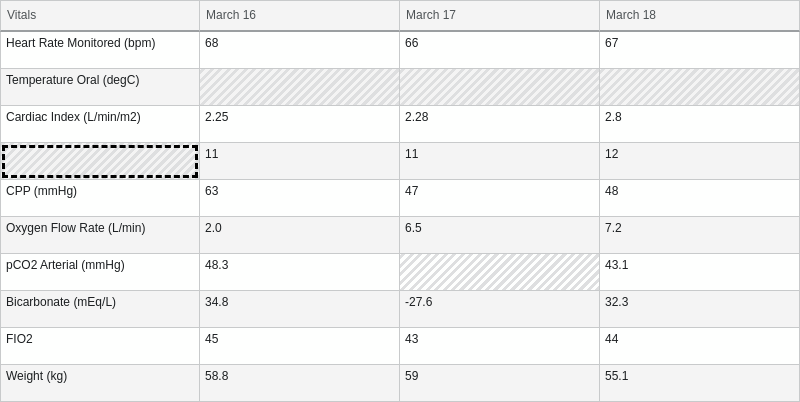 Vitals March 16 March 17 March 18
Heart Rate Monitored (bpm) 68 66 67
Temperature Oral (degC)
Cardiac Index (L/min/m2) 2.25 2.28 2.8
11 11 12
CPP (mmHg) 63 47 48
Oxygen Flow Rate (L/min) 2.0 6.5 7.2
pCO2 Arterial (mmHg) 48.3 43.1
Bicarbonate (mEq/L) 34.8 -27.6 32.3
FIO2 45 43 44
Weight (kg) 58.8 59 55.1